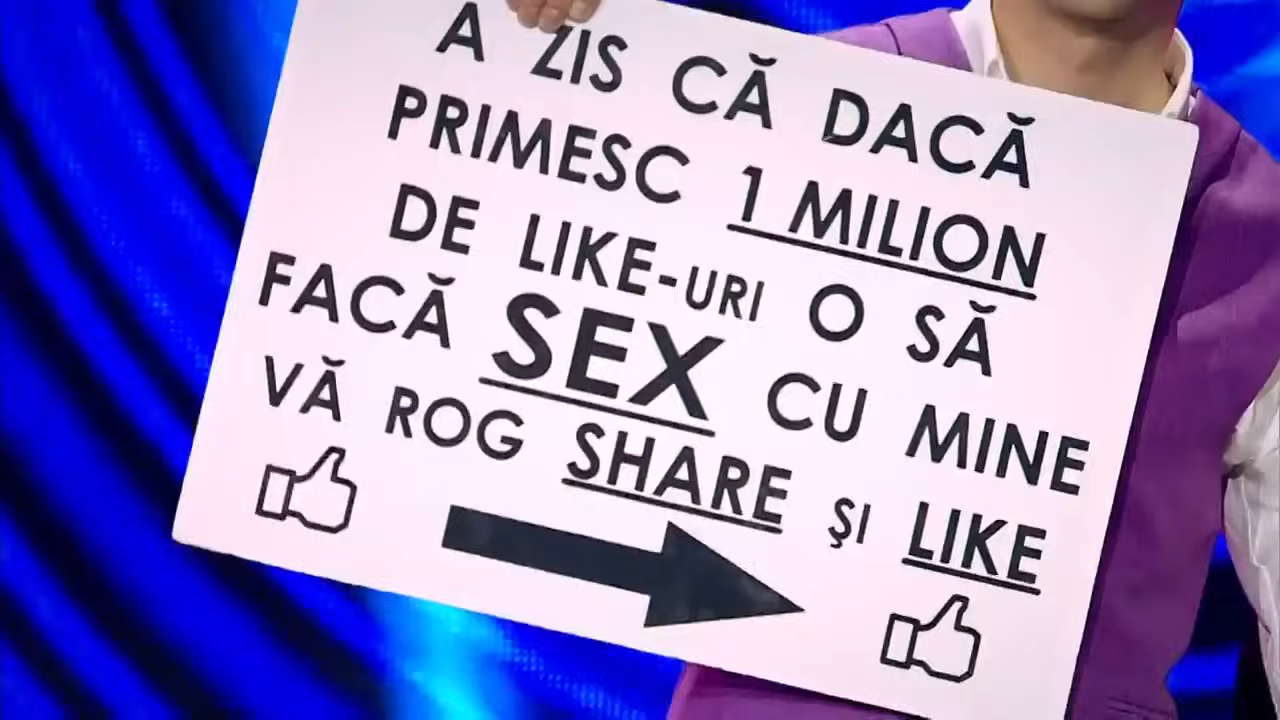 A ZIS CĂ DACĂ
PRIMESC 1 MILION
DE LIKE-URI O SĂ
FACĂ SEX CU MINE
VĂ ROG SHARE ŞI LIKE